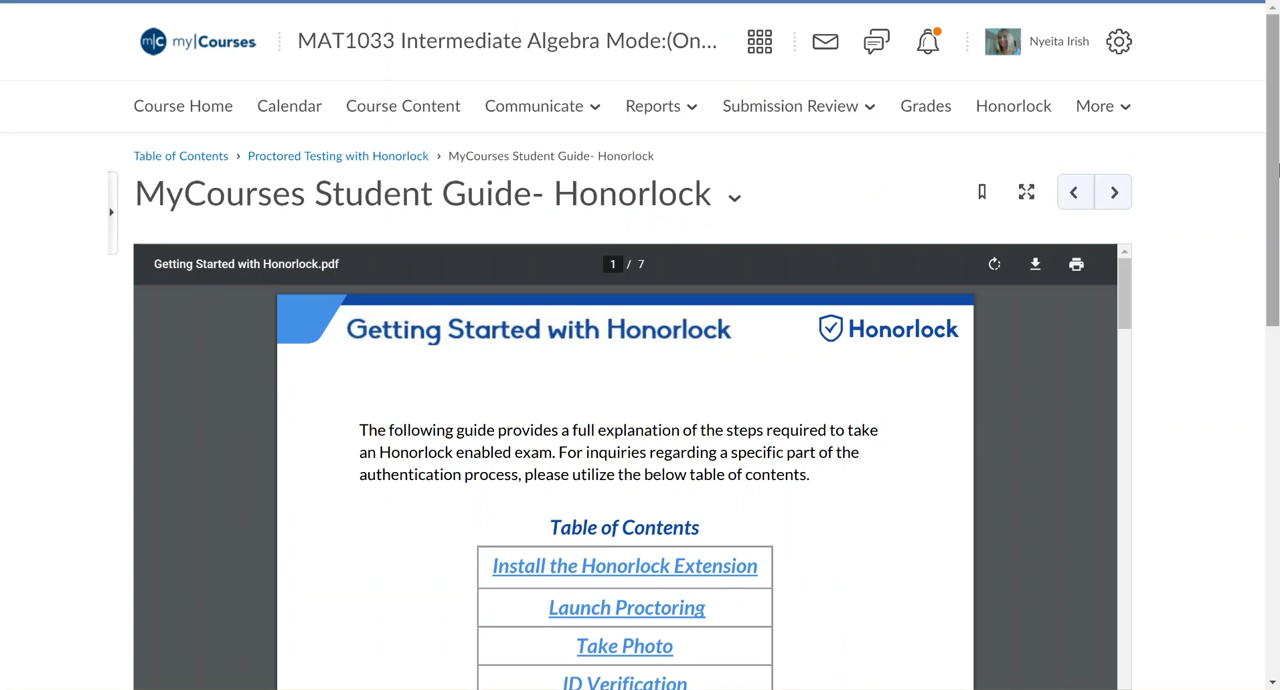 m|c my|Courses
MAT1033 Intermediate Algebra Mode:(On...
Nyeita Irish
Course Home Calendar Course Content Communicate Reports Submission Review Grades Honorlock More
Table of Contents › Proctored Testing with Honorlock › MyCourses Student Guide- Honorlock
MyCourses Student Guide- Honorlock
Getting Started with Honorlock.pdf 1 / 7
Getting Started with Honorlock Honorlock
The following guide provides a full explanation of the steps required to take
an Honorlock enabled exam. For inquiries regarding a specific part of the
authentication process, please utilize the below table of contents.
Table of Contents
Install the Honorlock Extension
Launch Proctoring
Take Photo
ID Verification